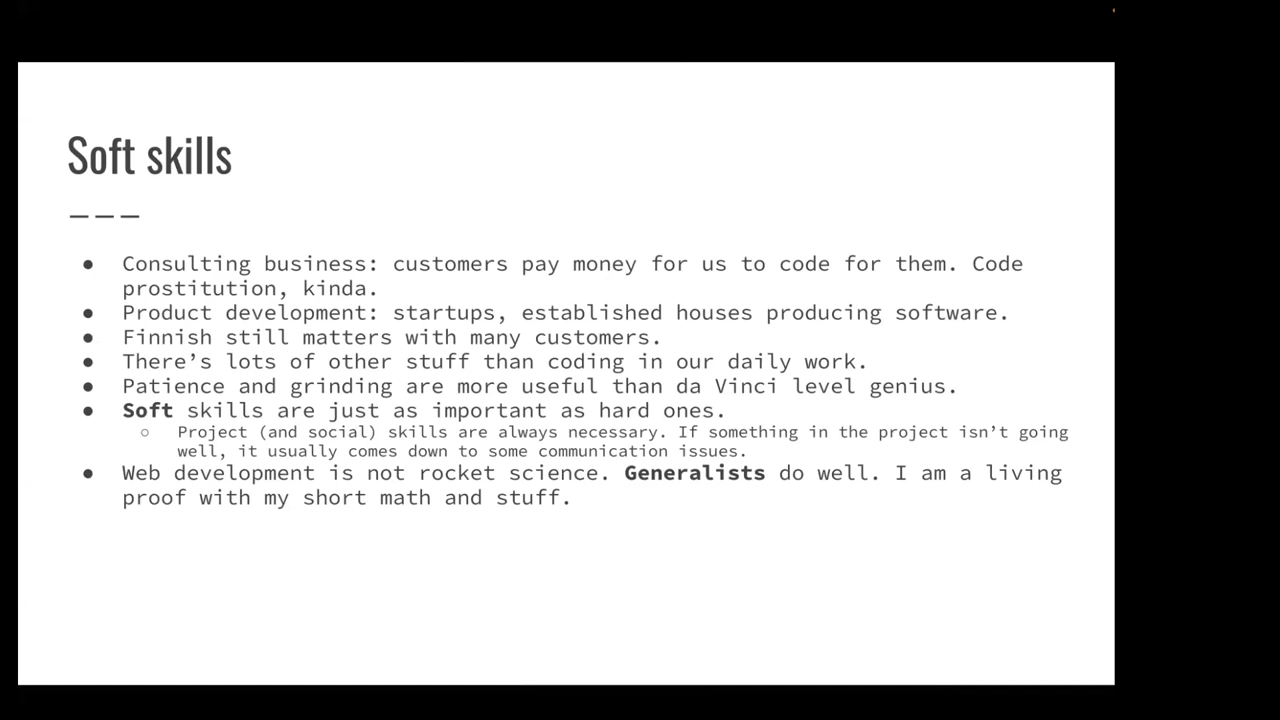 Soft skills
———
● Consulting business: customers pay money for us to code for them. Code
prostitution, kinda.
● Product development: startups, established houses producing software.
● Finnish still matters with many customers.
● There’s lots of other stuff than coding in our daily work.
● Patience and grinding are more useful than da Vinci level genius.
● Soft skills are just as important as hard ones.
○ Project (and social) skills are always necessary. If something in the project isn’t going
well, it usually comes down to some communication issues.
● Web development is not rocket science. Generalists do well. I am a living
proof with my short math and stuff.